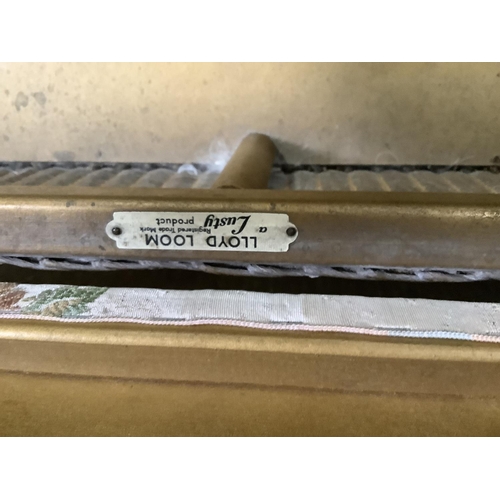 LLOYD LOOM
Registered Trade Mark
a Lusty
product